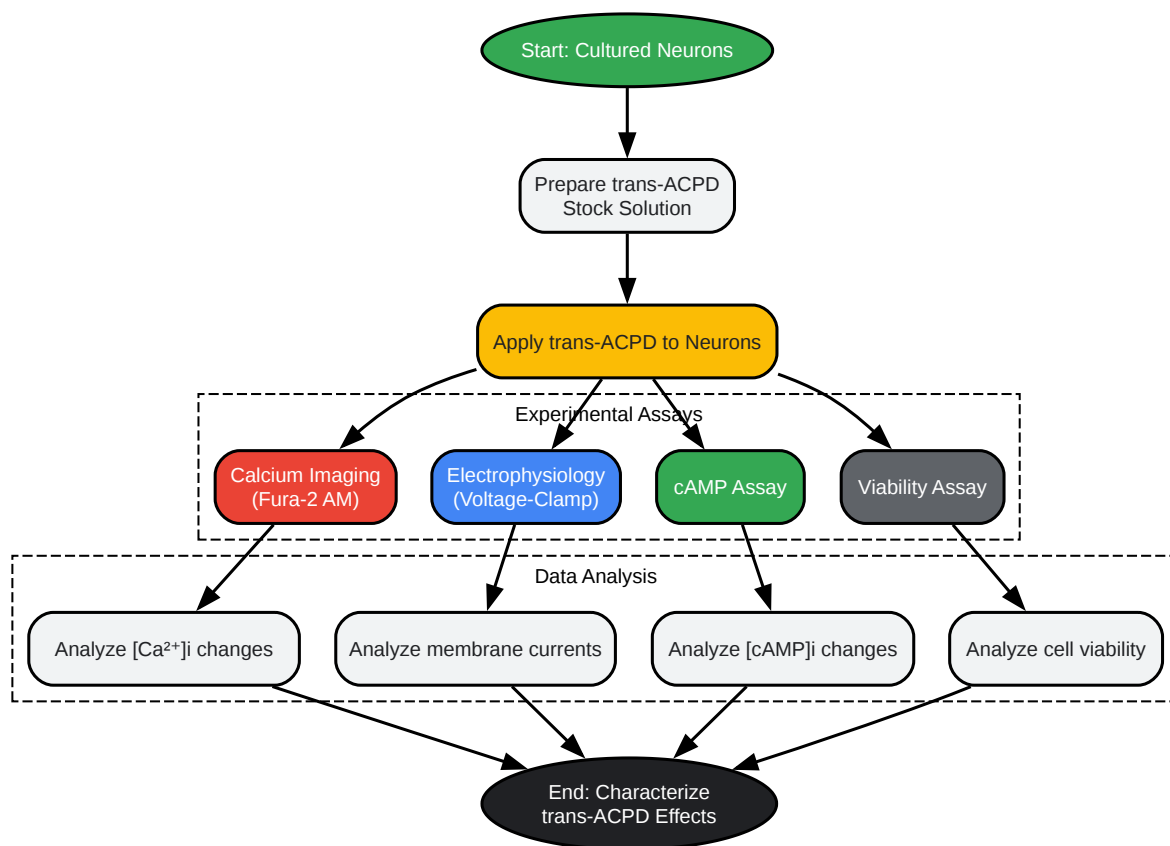 Start: Cultured Neurons
Prepare trans-ACPD
Stock Solution
Apply trans-ACPD to Neurons
Experimental Assays
Calcium Imaging
(Fura-2 AM)
Electrophysiology
(Voltage-Clamp)
cAMP Assay
Viability Assay
Data Analysis
Analyze [Ca²⁺]i changes
Analyze membrane currents
Analyze [cAMP]i changes
Analyze cell viability
End: Characterize
trans-ACPD Effects